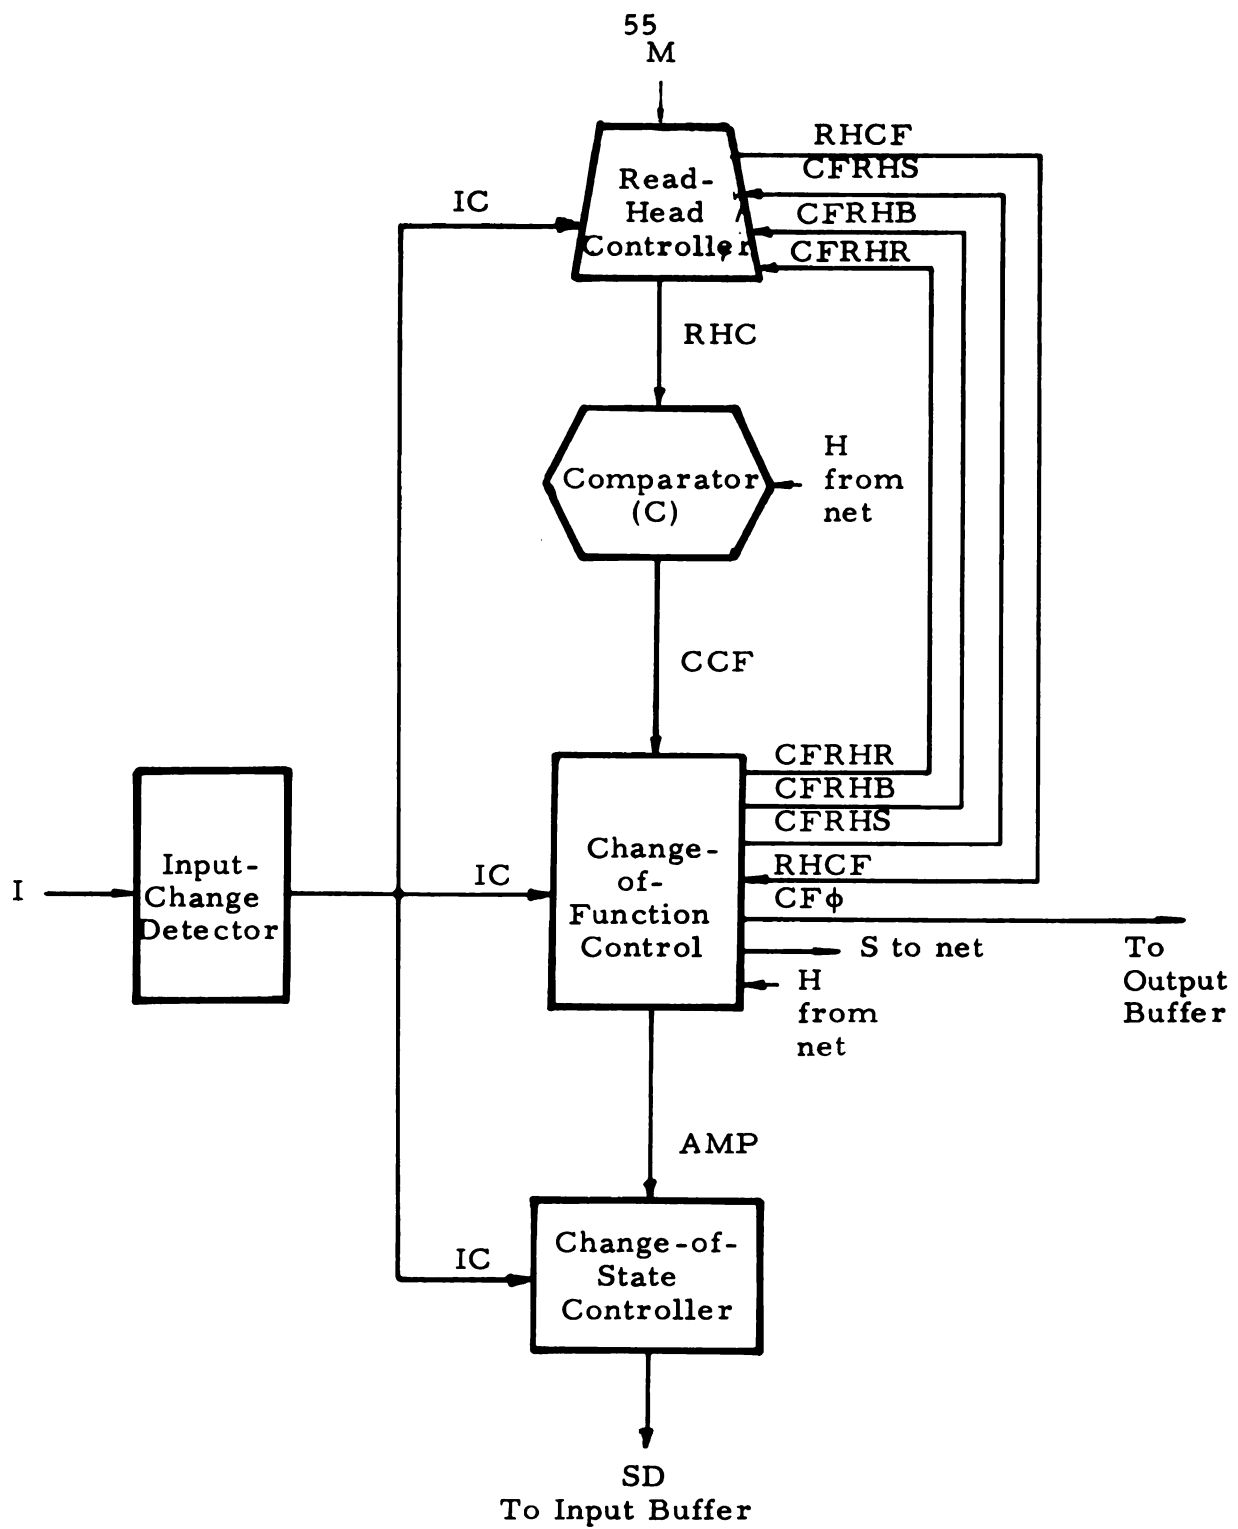 55
M
RHCF
CFRHS
CFRHB
CFRHR
Read-
Head
Controller
IC
RHC
Comparator
(C)
H
from
net
CCF
CFRHR
CFRHB
CFRHS
RHCF
CFϕ
I
Input-
Change
Detector
IC
Change-
of-
Function
Control
S to net
To
Output
Buffer
H
from
net
AMP
IC
Change-of-
State
Controller
SD
To Input Buffer